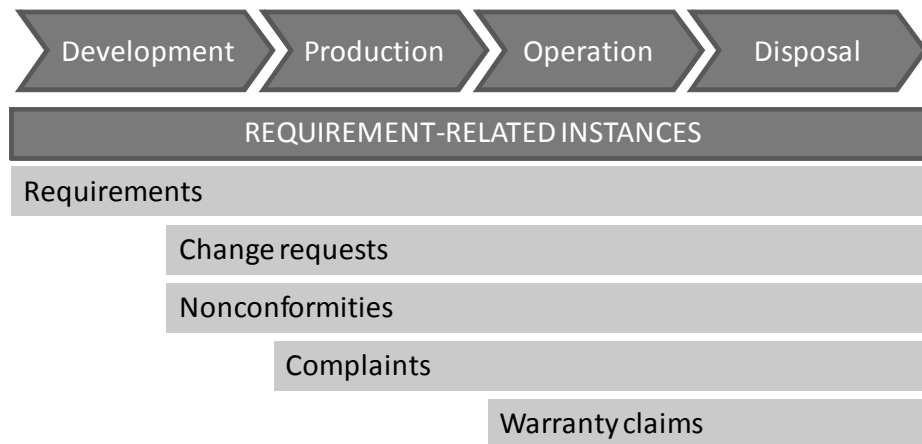 Development Production Operation Disposal
REQUIREMENT-RELATED INSTANCES
Requirements
Change requests
Nonconformities
Complaints
Warranty claims